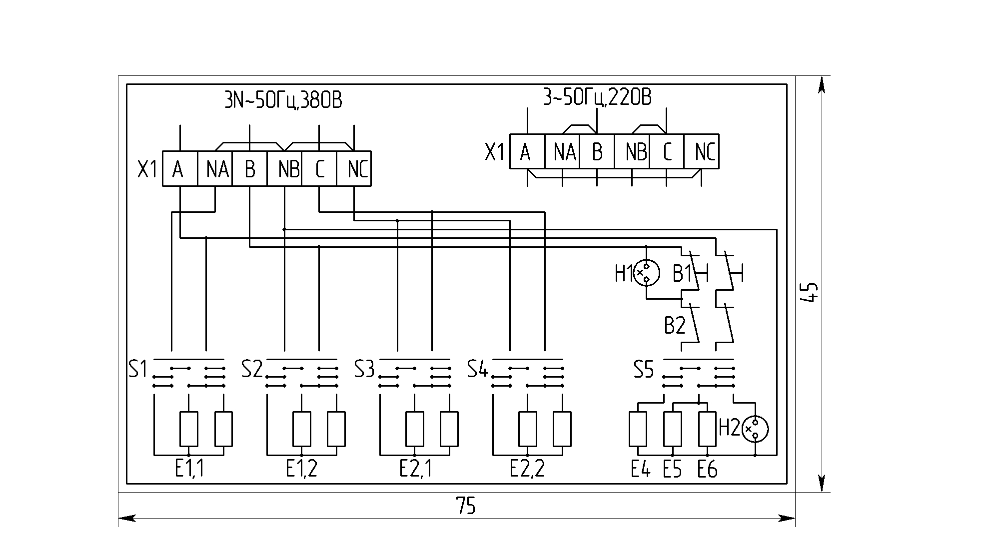 3N~50Гц,380В
3~50Гц,220В
X1 A NA B NB C NC
X1 A NA B NB C NC
H1
B1
B2
45
S1
S2
S3
S4
S5
H2
E1,1
E1,2
E2,1
E2,2
E4
E5
E6
75